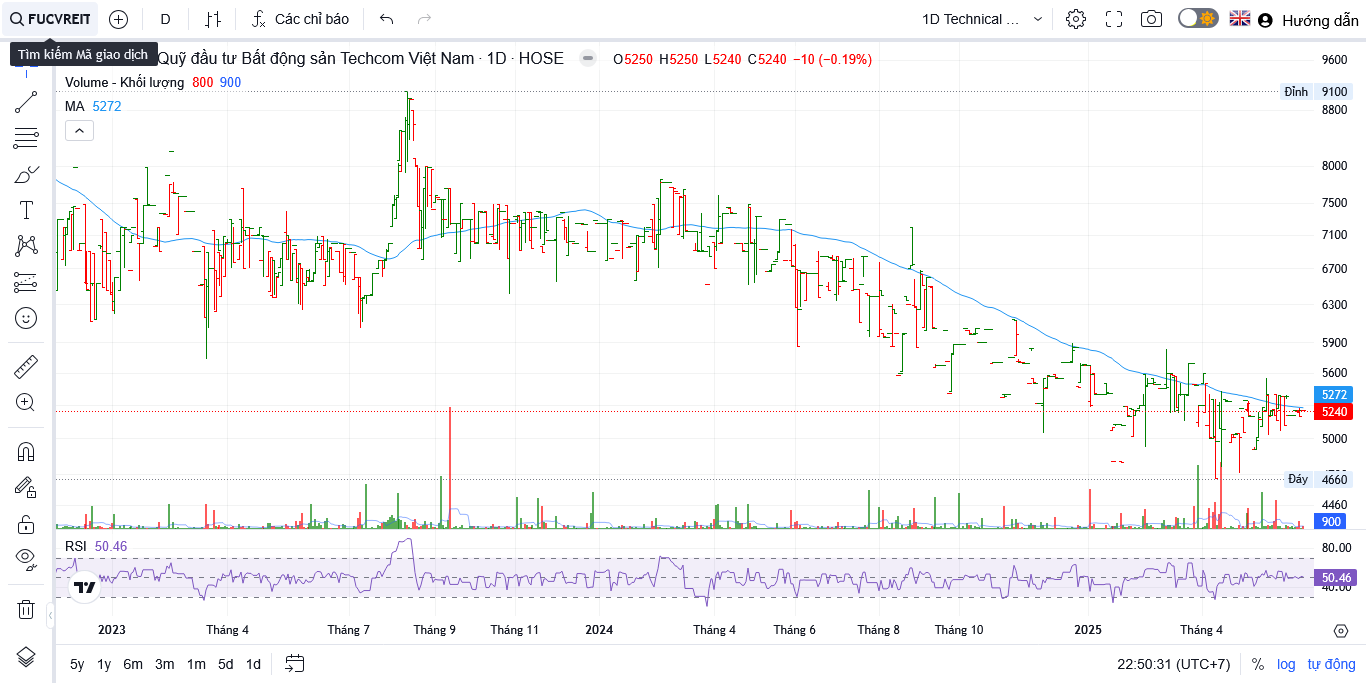 FUCVREIT D Các chỉ báo 1D Technical ... Hướng dẫn
Tìm kiếm Mã giao dịch
Quỹ đầu tư Bất động sản Techcom Việt Nam · 1D · HOSE O5250 H5250 L5240 C5240 −10 (−0.19%)
Volume - Khối lượng 800 900
MA 5272
9600
Đỉnh 9100
8800
8000
7500
7100
6700
6300
5900
5600
5272
5240
5000
Đáy 4660
4460
900
RSI 50.46
80.00
50.46
40.00
2023 Tháng 4 Tháng 7 Tháng 9 Tháng 11 2024 Tháng 4 Tháng 6 Tháng 8 Tháng 10 2025 Tháng 4
5y 1y 6m 3m 1m 5d 1d 22:50:31 (UTC+7) % log tự động